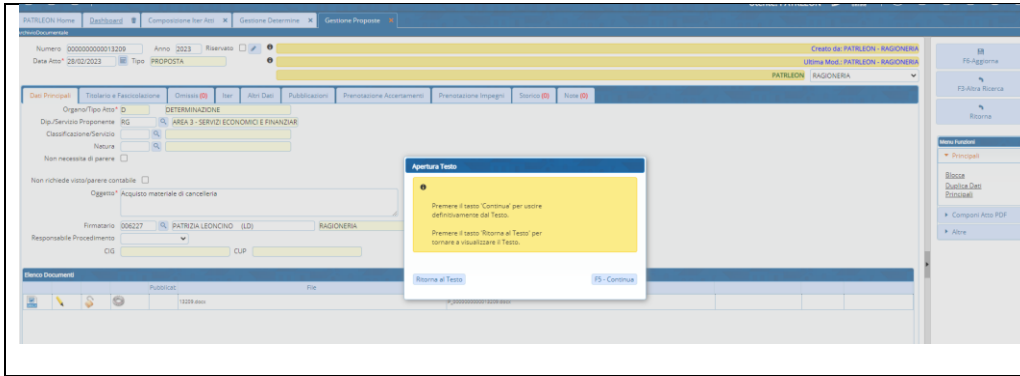 PATRLEON Home Dashboard Composizione Iter Atti Gestione Determine Gestione Proposte
Numero 0000000000013209 Anno 2023 Riservato
Creato da: PATRLEON - RAGIONERIA
Data Atto* 28/02/2023 Tipo PROPOSTA
Ultima Mod.: PATRLEON - RAGIONERIA
PATRLEON RAGIONERIA
F5-Aggiorna
F3-Altra Ricerca
Ritorna
Dati Principali Titolario e Fascicolazione Omissis (0) Iter Altri Dati Pubblicazioni Prenotazione Accertamenti Prenotazione Impegni Storico (0) Note (0)
Organo/Tipo Atto* D DETERMINAZIONE
Dip./Servizio Proponente RG AREA 3 - SERVIZI ECONOMICI E FINANZIAR
Classificazione/Servizio
Natura
Non necessita di parere
Non richiede visto/parere contabile
Oggetto* Acquisto materiale di cancelleria
Firmatario 006227 PATRIZIA LEONCINO (LD) RAGIONERIA
Responsabile Procedimento
CIG CUP
Menu Funzioni
Principali
Blocca
Duplica Dati
Principali
Componi Atto PDF
Altre
Apertura Testo
Premere il testo 'Continua' per uscire
definitivamente dal Testo.
Premere il testo 'Ritorna al Testo' per
tornare a visualizzare il Testo.
Ritorna al Testo F5 - Continua
Elenco Documenti
Pubblicat File
13209.docx